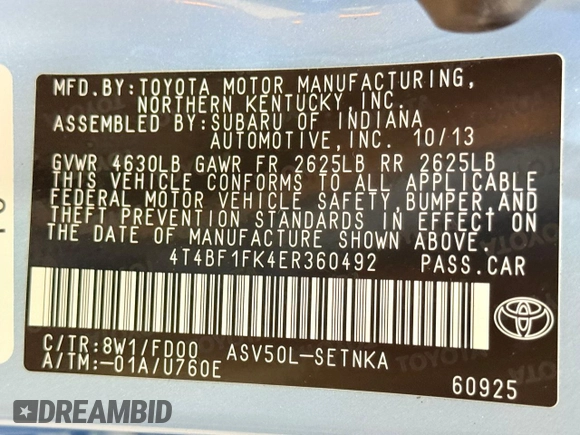 MFD.BY:TOYOTA MOTOR MANUFACTURING,
NORTHERN KENTUCKY,INC.
ASSEMBLED BY:SUBARU OF INDIANA
AUTOMOTIVE,INC. 10/13
GVWR 4630LB GAWR FR 2625LB RR 2625LB
THIS VEHICLE CONFORMS TO ALL APPLICABLE
FEDERAL MOTOR VEHICLE SAFETY,BUMPER,AND
THEFT PREVENTION STANDARDS IN EFFECT ON
THE DATE OF MANUFACTURE SHOWN ABOVE.
4T4BF1FK4ER360492 PASS.CAR
C/TR:8W1/FD00 ASV50L-SETNKA
A/TM:-01A/U760E
60925
DREAMBID